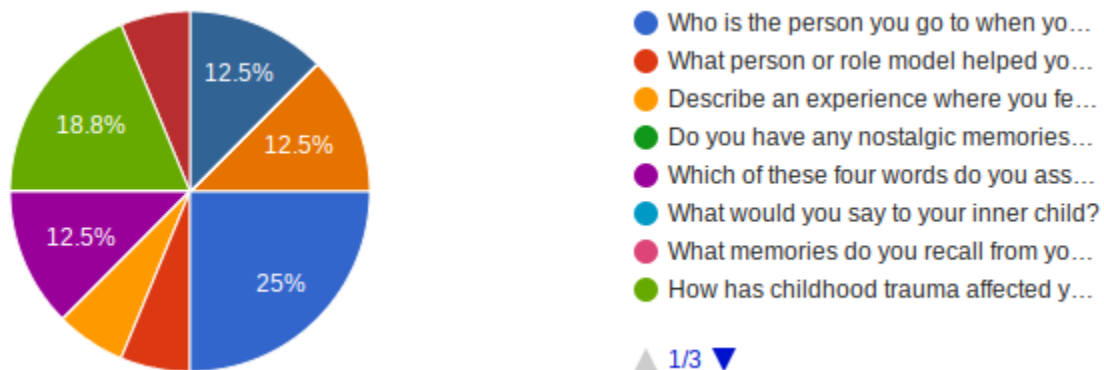 12.5%
12.5%
18.8%
12.5%
25%
Who is the person you go to when yo…
What person or role model helped yo…
Describe an experience where you fe…
Do you have any nostalgic memories…
Which of these four words do you ass…
What would you say to your inner child?
What memories do you recall from yo…
How has childhood trauma affected y…
1/3